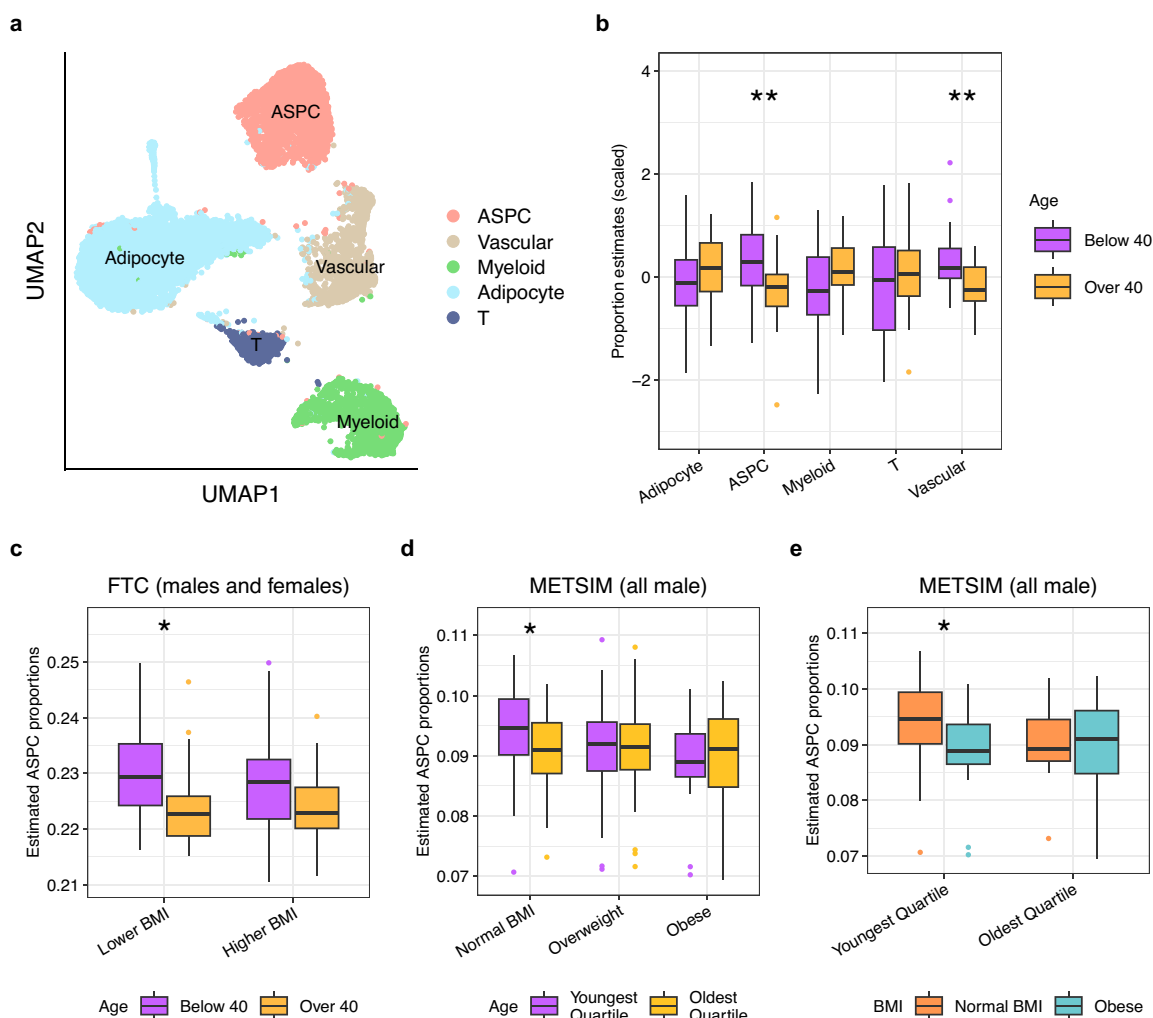 a
UMAP2
UMAP1
ASPC
Adipocyte
Vascular
T
Myeloid
ASPC
Vascular
Myeloid
Adipocyte
T
b
Proportion estimates (scaled)
4
2
0
−2
**
**
Adipocyte
ASPC
Myeloid
T
Vascular
Age
Below 40
Over 40
c
FTC (males and females)
Estimated ASPC proportions
0.25
0.24
0.23
0.22
0.21
*
Lower BMI
Higher BMI
Age
Below 40
Over 40
d
METSIM (all male)
Estimated ASPC proportions
0.11
0.10
0.09
0.08
0.07
*
Normal BMI
Overweight
Obese
Age
Youngest
Quartile
Oldest
Quartile
e
METSIM (all male)
Estimated ASPC proportions
0.11
0.10
0.09
0.08
0.07
*
Youngest Quartile
Oldest Quartile
BMI
Normal BMI
Obese